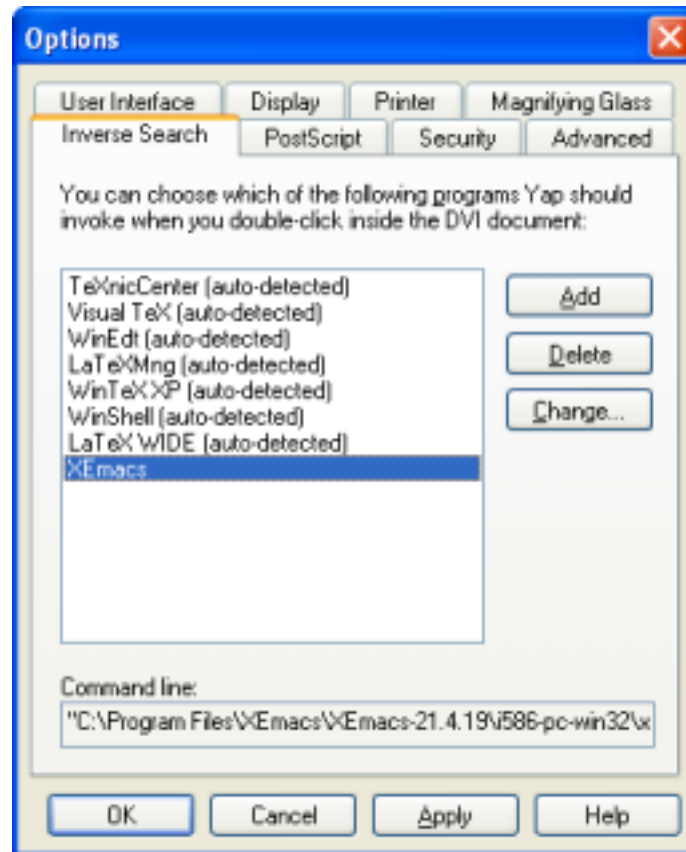 Options
User Interface Display Printer Magnifying Glass
Inverse Search PostScript Security Advanced
You can choose which of the following programs Yap should
invoke when you double-click inside the DVI document:
TeXnicCenter (auto-detected)
Visual TeX (auto-detected)
WinEdt (auto-detected)
LaTeXMng (auto-detected)
WinTeX XP (auto-detected)
WinShell (auto-detected)
LaTeX WIDE (auto-detected)
XEmacs
Add
Delete
Change...
Command line:
"C:\Program Files\XEmacs\XEmacs-21.4.19\i586-pc-win32\x
OK Cancel Apply Help